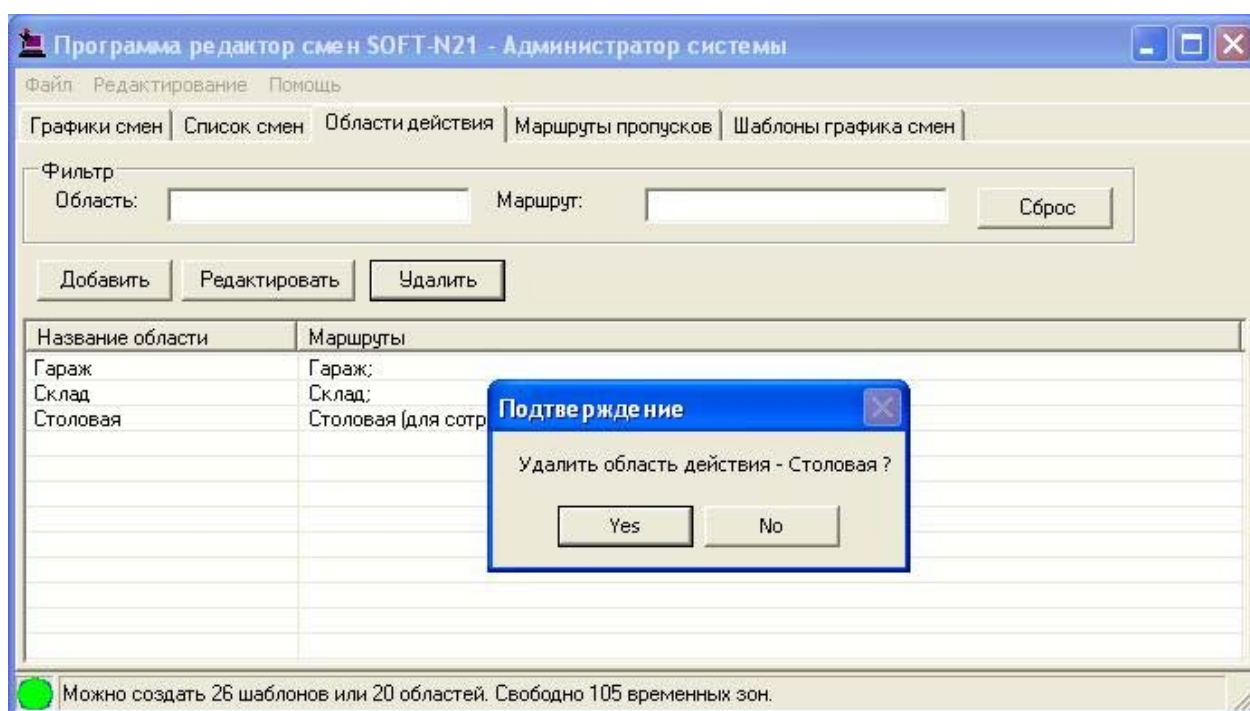 Программа редактор смен SOFT-N21 - Администратор системы
Файл Редактирование Помощь
Графики смен Список смен Области действия Маршруты пропусков Шаблоны графика смен
Фильтр
Область: Маршрут: Сброс
Добавить Редактировать Удалить
Название области Маршруты
Гараж Гараж;
Склад Склад;
Столовая Столовая (для сотр
Подтверждение
Удалить область действия - Столовая ?
Yes No
Можно создать 26 шаблонов или 20 областей. Свободно 105 временных зон.